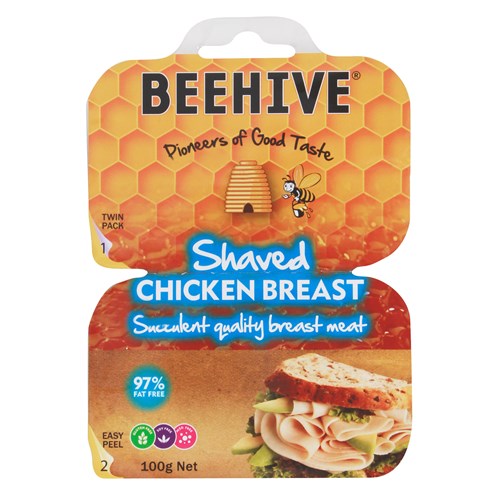 BEEHIVE®
Pioneers of Good Taste
TWIN
PACK
1
Shaved
CHICKEN BREAST
Succulent quality breast meat
97%
FAT FREE
EASY
PEEL
2
100g Net